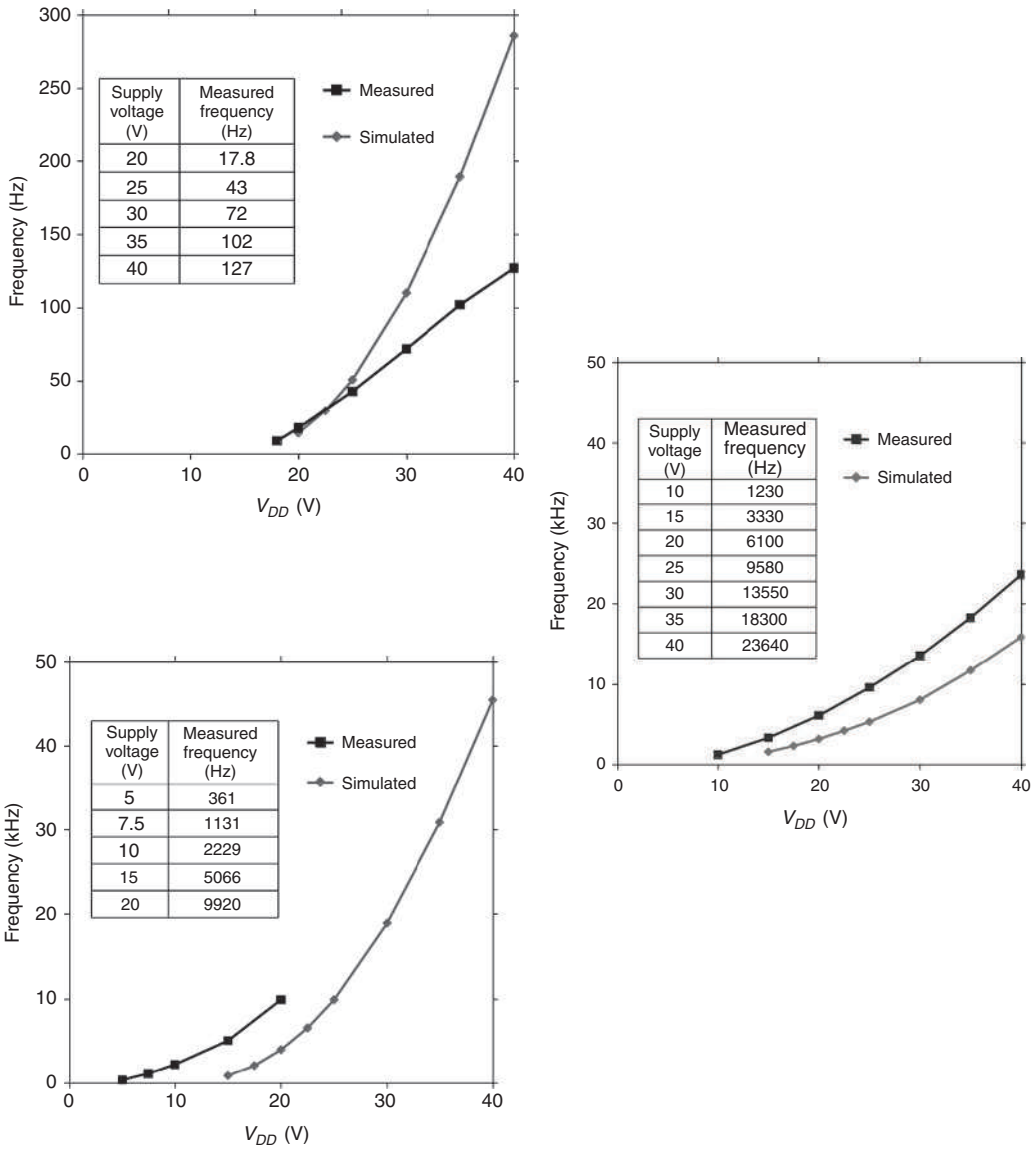 300
250
200
150
100
50
0
Frequency (Hz)
Supply voltage (V) Measured frequency (Hz)
20 17.8
25 43
30 72
35 102
40 127
Measured
Simulated
0 10 20 30 40
V_DD (V)
50
40
30
20
10
0
Frequency (kHz)
Supply voltage (V) Measured frequency (Hz)
10 1230
15 3330
20 6100
25 9580
30 13550
35 18300
40 23640
Measured
Simulated
0 10 20 30 40
V_DD (V)
50
40
30
20
10
0
Frequency (kHz)
Supply voltage (V) Measured frequency (Hz)
5 361
7.5 1131
10 2229
15 5066
20 9920
Measured
Simulated
0 10 20 30 40
V_DD (V)